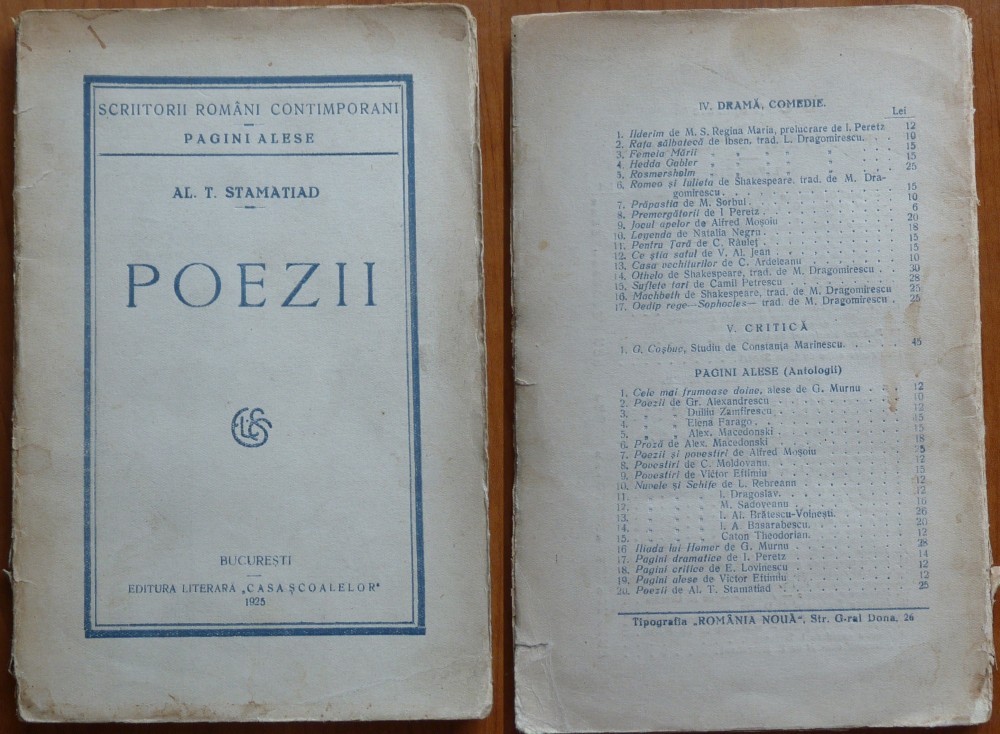 SCRIITORII ROMÂNI CONTIMPORANI
PAGINI ALESE
AL. T. STAMATIAD
POEZII
BUCUREȘTI
EDITURA LITERARA „CASA ȘCOALELOR"
1925
IV. DRAMĂ, COMEDIE.
Lei
1. Ilderim de M. S. Regina Maria, prelucrare de I. Peretz 12
2. Rața sălbatecă de Ibsen, trad. L. Dragomirescu. 10
3. Femeia Mării „ „ „ „ 15
4. Hedda Gabler „ „ „ „ 15
5. Rosmersholm „ „ „ „ 25
6. Romeo și Iulieta de Shakespeare, trad. de M. Dra-
gomirescu. 15
7. Prăpastia de M. Sorbul 10
8. Premergătorii de I Peretz 6
9. Jocul apelor de Alfred Moșoiu 20
10. Legenda de Natalia Negru 18
11. Pentru Țară de C. Râuleț 15
12. Ce știa satul de V. Al. Jean 15
13. Casa vechiturilor de C. Ardeleanu 10
14. Othelo de Shakespeare, trad. de M. Dragomirescu 30
15. Suflete tari de Camil Petrescu 28
16. Machbeth de Shakespeare, trad. de M. Dragomirescu 25
17. Oedip rege—Sophocles— trad. de M. Dragomirescu 25
V. CRITICĂ
1. G. Coșbuc, Studiu de Constanța Marinescu. 45
PAGINI ALESE (Antologii)
1. Cele mai frumoase doine, alese de G. Murnu 12
2. Poezii de Gr. Alexandrescu 10
3. „ „ Duiliu Zamfirescu 12
4. „ „ Elena Farago 15
5. „ „ Alex. Macedonski 15
6. Proză de Alex. Macedonski 18
7. Poezii și povestiri de Alfred Moșoiu
8. Povestiri de C. Moldovanu 12
9. Povestiri de Victor Eftimiu 15
10. Nuvele și Schițe de L. Rebreanu 12
11. „ „ „ „ I. Dragoslav. 12
12. „ „ „ „ M. Sadoveanu 16
13. „ „ „ „ I. Al. Brătescu-Voinești. 26
14. „ „ „ „ I. A. Basarabescu. 20
15. „ „ „ „ Caton Theodorian. 12
16 Iliada lui Homer de G. Murnu 28
17. Pagini dramatice de I. Peretz 14
18. Pagini critice de E. Lovinescu 12
19. Pagini alese de Victor Eftimiu 12
20. Poezii de Al. T. Stamatiad 25
Tipografia „ROMÂNIA NOUĂ", Str. G-ral Dona, 26